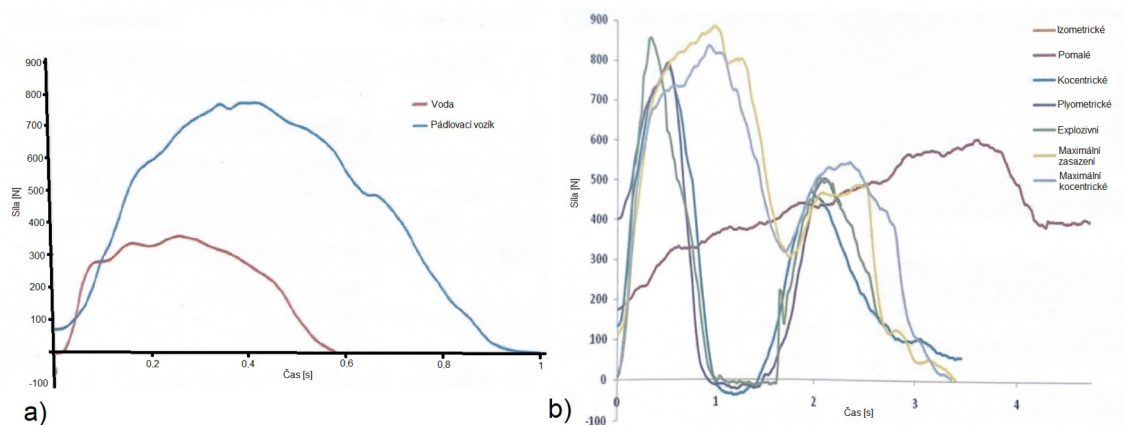 900
800
700
600
500
400
300
200
100
0
-100
Síla [N]
0.2
0.4
0.6
0.8
1
Čas [s]
Voda
Pádlovací vozík
a)
900
800
700
600
500
400
300
200
100
0
-100
Síla [N]
0
1
2
3
4
Čas [s]
Izometrické
Pomalé
Kocentrické
Plyometrické
Explozivní
Maximální
zasazení
Maximální
kocentrické
b)